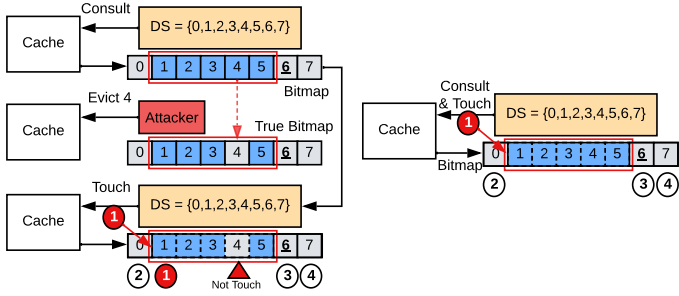 Consult
DS = {0,1,2,3,4,5,6,7}
Cache
0 1 2 3 4 5 6 7
Bitmap
Evict 4
Attacker
Cache
True Bitmap
0 1 2 3 4 5 6 7
Touch
DS = {0,1,2,3,4,5,6,7}
Cache
1
0 1 2 3 4 5 6 7
2 1 3 4
Not Touch
Consult
& Touch
DS = {0,1,2,3,4,5,6,7}
1
Cache
0 1 2 3 4 5 6 7
Bitmap
2 3 4